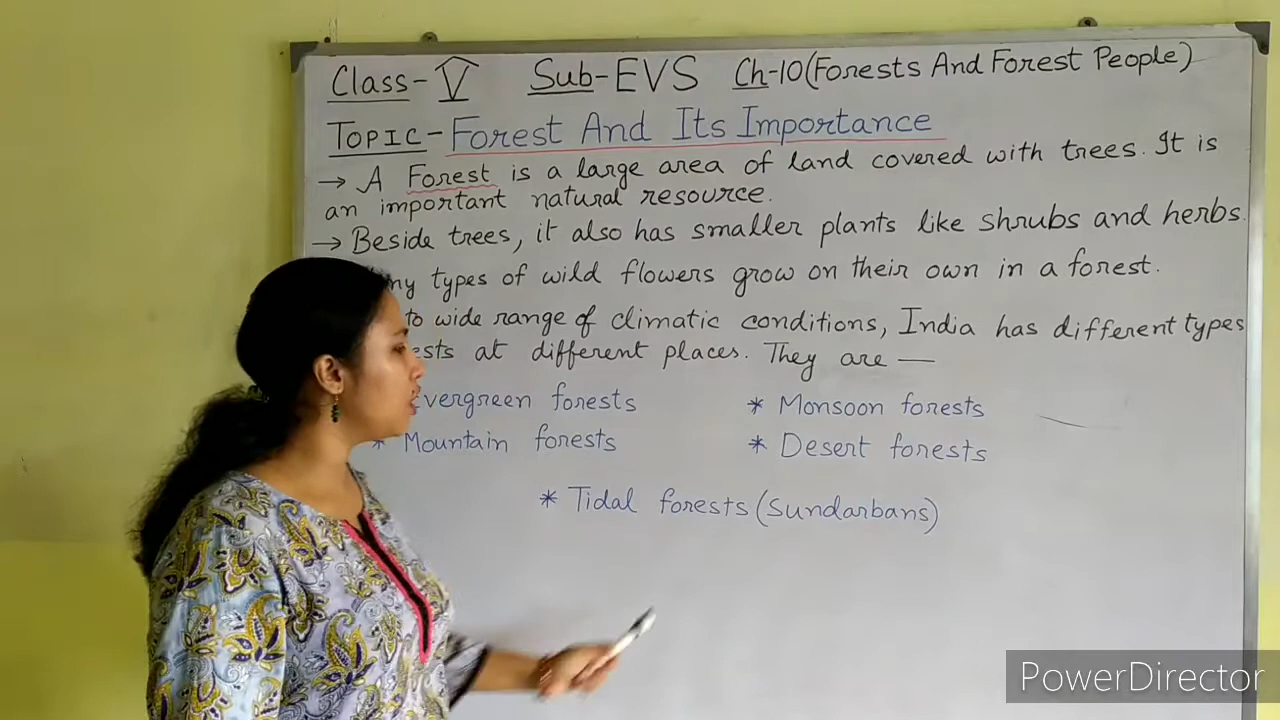 Class-V Sub-EVS Ch-10(Forests And Forest People)
TOPIC-Forest And Its Importance
→ A Forest is a large area of land covered with trees. It is
an important natural resource.
→ Beside trees, it also has smaller plants like shrubs and herbs.
types of wild flowers grow on their own in a forest.
to wide range of climatic conditions, India has different types
at different places. They are —
forests * Monsoon forests
* Mountain forests * Desert forests
* Tidal forests (Sundarbans)
PowerDirector